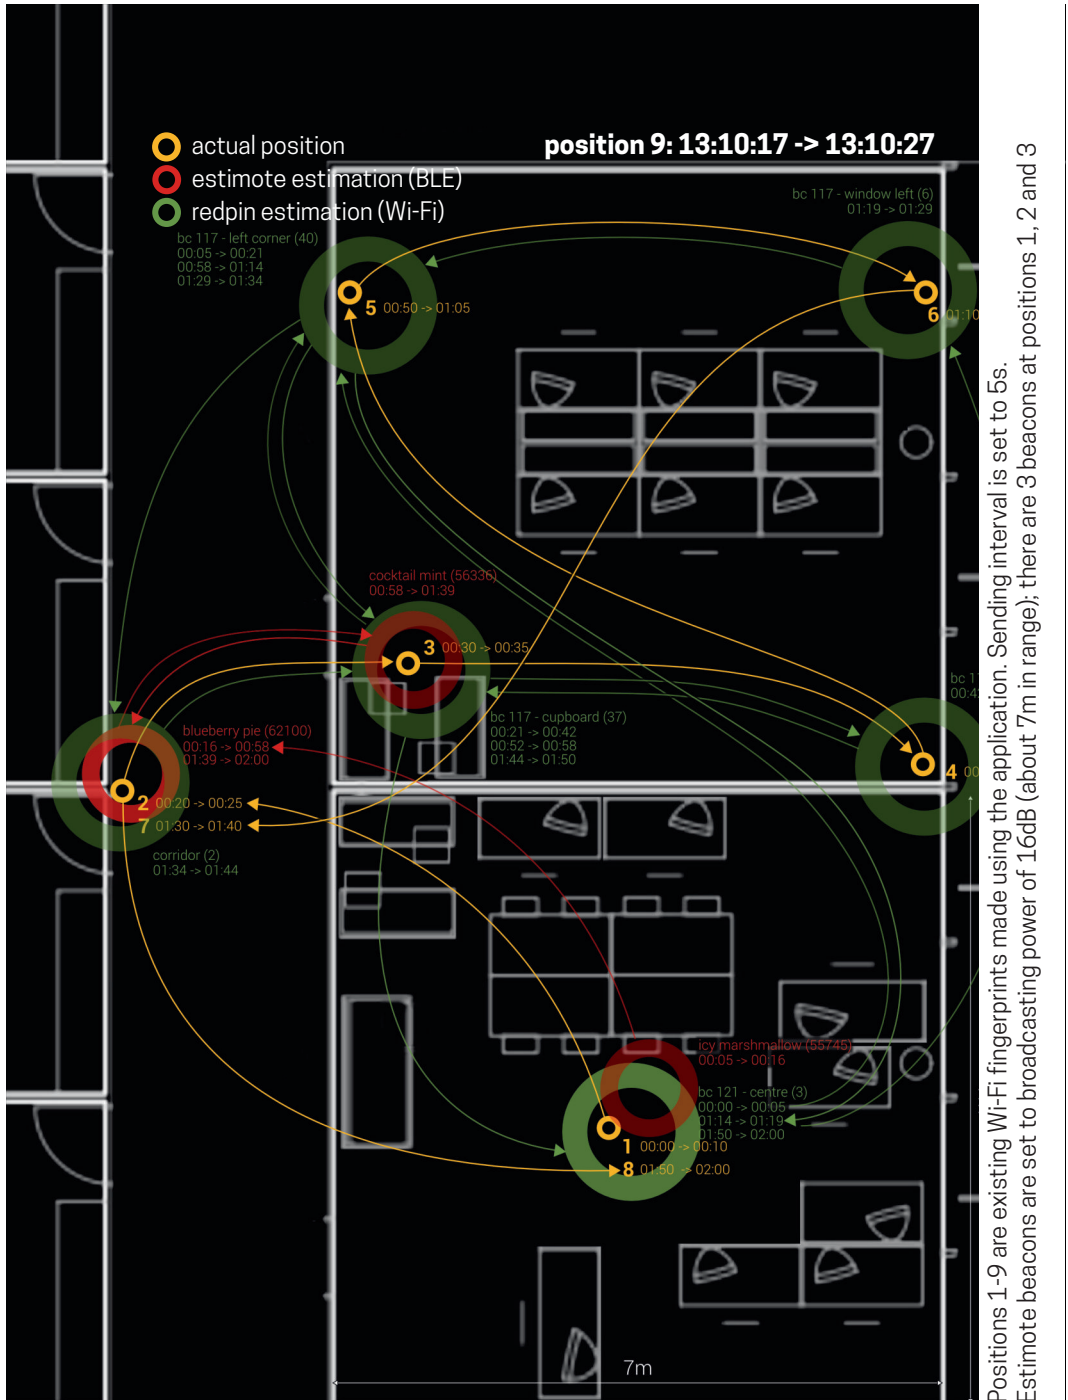 actual position
estimote estimation (BLE)
redpin estimation (Wi-Fi)
position 9: 13:10:17 -> 13:10:27
bc 117 - left corner (40)
00:05 -> 00:21
00:58 -> 01:14
01:29 -> 01:34
bc 117 - window left (6)
01:19 -> 01:29
5 00:50 -> 01:05
6 01:10
cocktail mint (56336)
00:58 -> 01:39
3 00:30 -> 00:35
bc 117 - cupboard (37)
00:21 -> 00:42
00:52 -> 00:58
01:44 -> 01:50
blueberry pie (62100)
00:16 -> 00:58
01:39 -> 02:00
2 00:20 -> 00:25
7 01:30 -> 01:40
corridor (2)
01:34 -> 01:44
bc
00:4
4 00
icy marshmallow (55745)
00:05 -> 00:16
bc 121 - centre (3)
00:00 -> 00:05
01:14 -> 01:19
01:50 -> 02:00
1 00:00 -> 00:10
8 01:50 -> 02:00
7m
Positions 1-9 are existing Wi-Fi fingerprints made using the application. Sending interval is set to 5s.
Estimote beacons are set to broadcasting power of 16dB (about 7m in range); there are 3 beacons at positions 1, 2 and 3